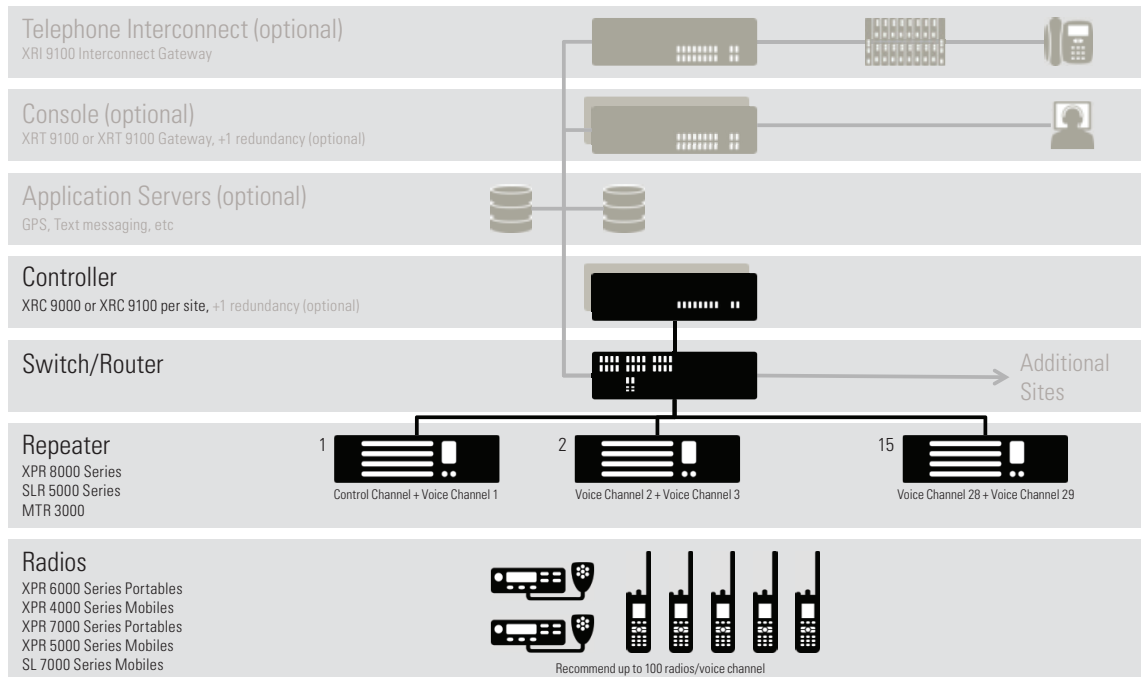 Telephone Interconnect (optional)
XRI 9100 Interconnect Gateway
Console (optional)
XRT 9100 or XRT 9100 Gateway, +1 redundancy (optional)
Application Servers (optional)
GPS, Text messaging, etc
Controller
XRC 9000 or XRC 9100 per site, +1 redundancy (optional)
Switch/Router
Additional
Sites
Repeater
XPR 8000 Series
SLR 5000 Series
MTR 3000
1
Control Channel + Voice Channel 1
2
Voice Channel 2 + Voice Channel 3
15
Voice Channel 28 + Voice Channel 29
Radios
XPR 6000 Series Portables
XPR 4000 Series Mobiles
XPR 7000 Series Portables
XPR 5000 Series Mobiles
SL 7000 Series Mobiles
Recommend up to 100 radios/voice channel